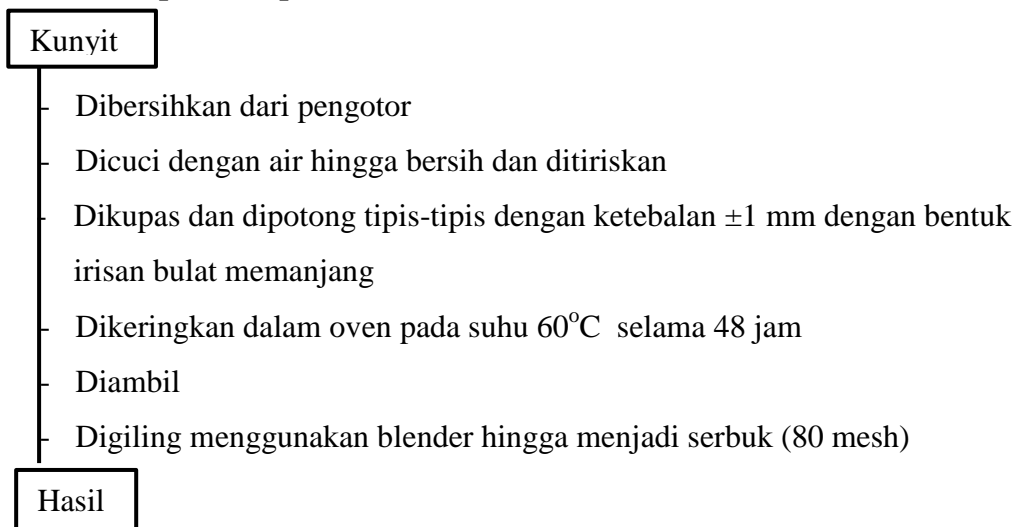 Kunyit
- Dibersihkan dari pengotor
- Dicuci dengan air hingga bersih dan ditiriskan
- Dikupas dan dipotong tipis-tipis dengan ketebalan ±1 mm dengan bentuk
irisan bulat memanjang
- Dikeringkan dalam oven pada suhu 60°C selama 48 jam
- Diambil
- Digiling menggunakan blender hingga menjadi serbuk (80 mesh)
Hasil